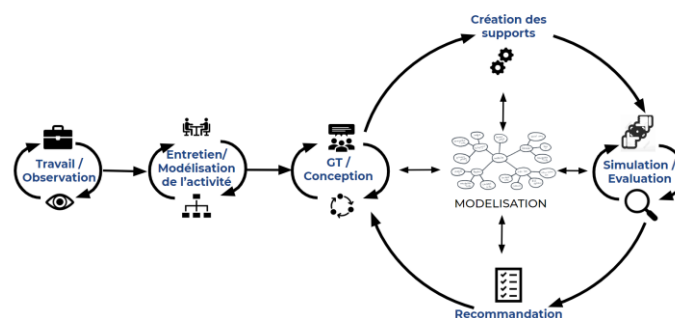 Création des
supports
Travail /
Observation
Entretien/
Modélisation
de l'activité
GT /
Conception
MODELISATION
Simulation /
Evaluation
Recommandation